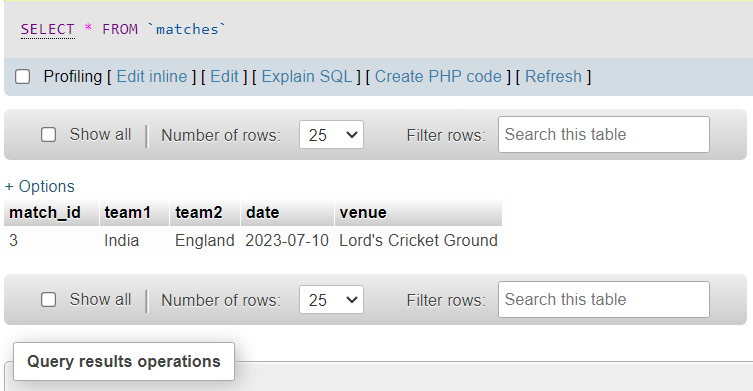 SELECT * FROM `matches`
Profiling [ Edit inline ] [ Edit ] [ Explain SQL ] [ Create PHP code ] [ Refresh ]
Show all Number of rows: 25 Filter rows: Search this table
+ Options
match_id team1 team2 date venue
3 India England 2023-07-10 Lord's Cricket Ground
Show all Number of rows: 25 Filter rows: Search this table
Query results operations